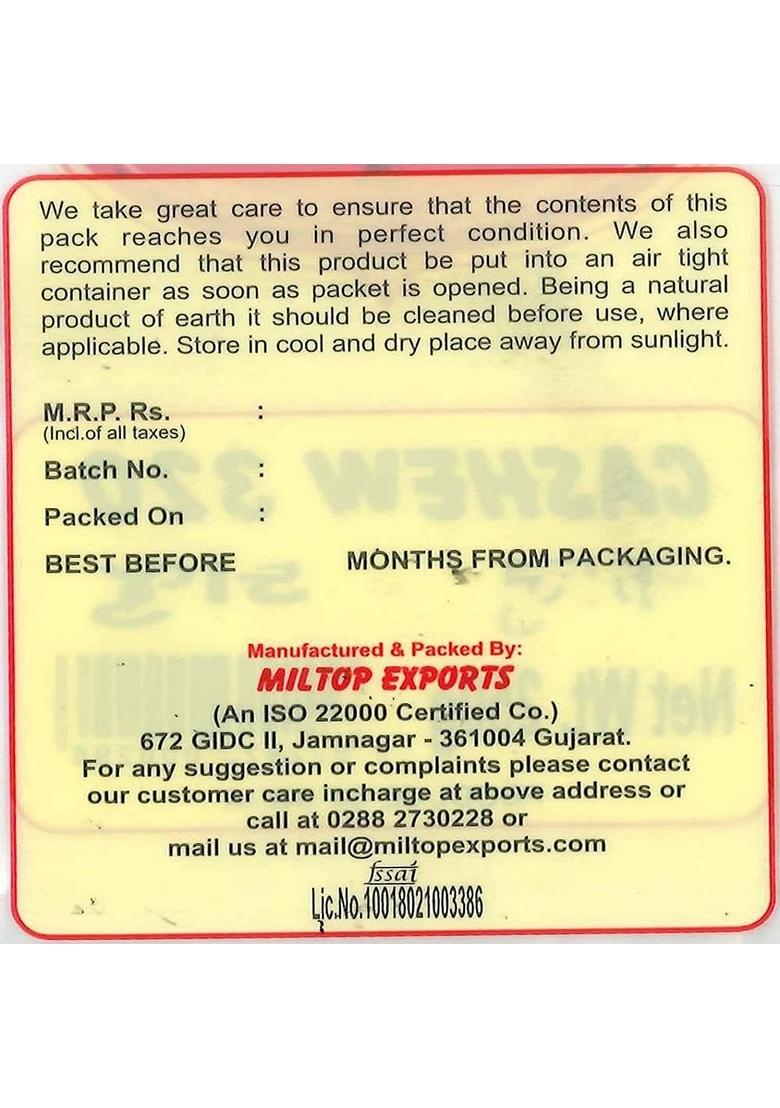 We take great care to ensure that the contents of this
pack reaches you in perfect condition. We also
recommend that this product be put into an air tight
container as soon as packet is opened. Being a natural
product of earth it should be cleaned before use, where
applicable. Store in cool and dry place away from sunlight.
M.R.P. Rs. :
(Incl.of all taxes)
Batch No. :
Packed On :
BEST BEFORE MONTHS FROM PACKAGING.
CASHEW 320
Net Wt.
Manufactured & Packed By:
MILTOP EXPORTS
(An ISO 22000 Certified Co.)
672 GIDC II, Jamnagar - 361004 Gujarat.
For any suggestion or complaints please contact
our customer care incharge at above address or
call at 0288 2730228 or
mail us at mail@miltopexports.com
fssai
Lic.No.10018021003386